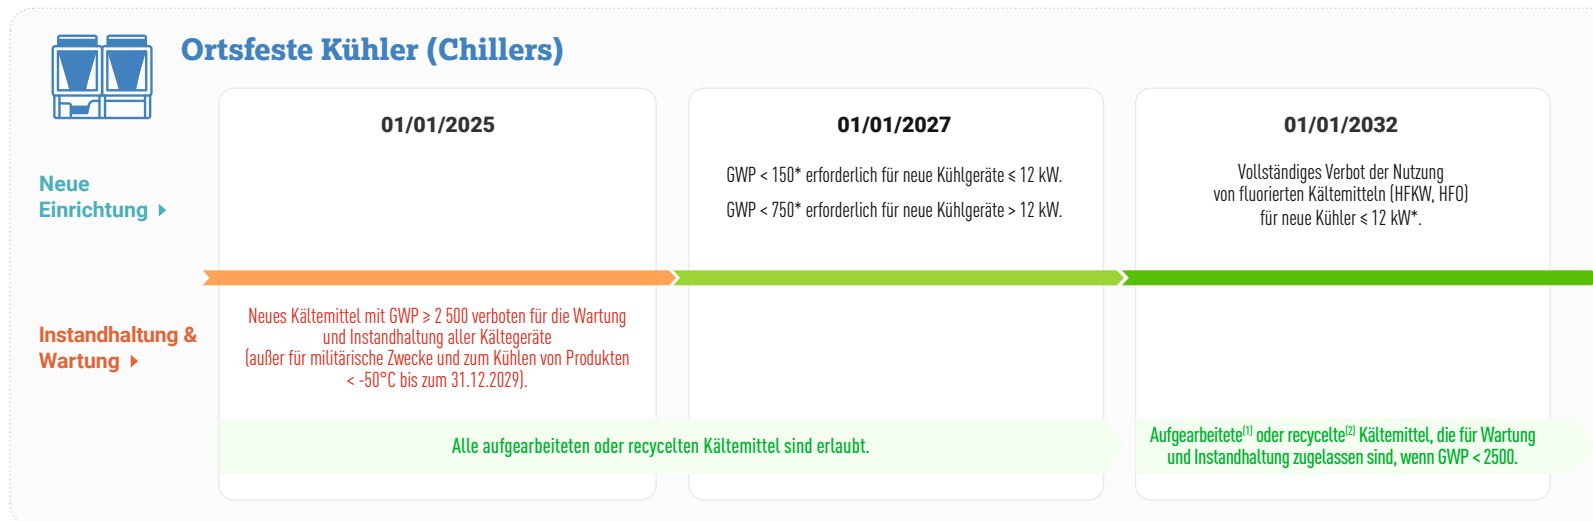 Ortsfeste Kühler (Chillers)
01/01/2025
01/01/2027
01/01/2032
Neue
Einrichtung
GWP < 150* erforderlich für neue Kühlgeräte ⩽ 12 kW.
GWP < 750* erforderlich für neue Kühlgeräte > 12 kW.
Vollständiges Verbot der Nutzung
von fluorierten Kältemitteln (HFKW, HFO)
für neue Kühler ⩽ 12 kW*.
Instandhaltung &
Wartung
Neues Kältemittel mit GWP ⩾ 2 500 verboten für die Wartung
und Instandhaltung aller Kältegeräte
(außer für militärische Zwecke und zum Kühlen von Produkten
< -50°C bis zum 31.12.2029).
Alle aufgearbeiteten oder recycelten Kältemittel sind erlaubt.
Aufgearbeitete(1) oder recycelte(2) Kältemittel, die für Wartung
und Instandhaltung zugelassen sind, wenn GWP < 2500.